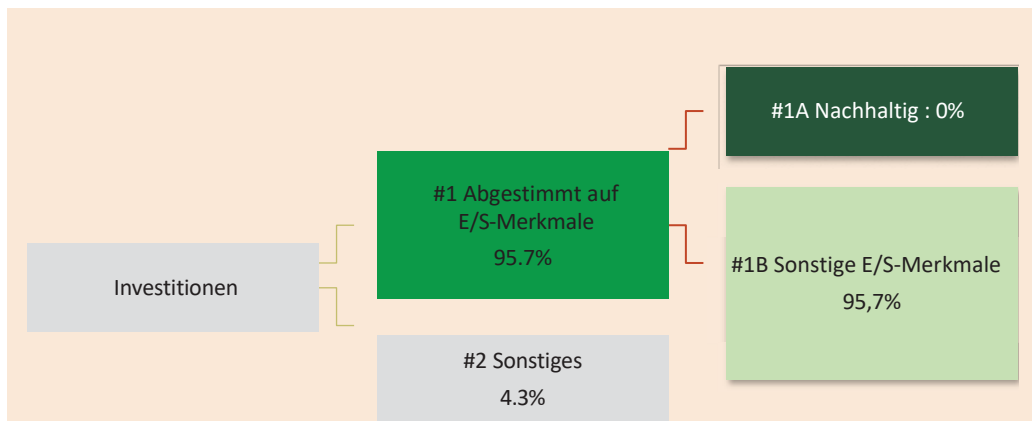 Investitionen
#1 Abgestimmt auf
E/S-Merkmale
95.7%
#2 Sonstiges
4.3%
#1A Nachhaltig : 0%
#1B Sonstige E/S-Merkmale
95,7%